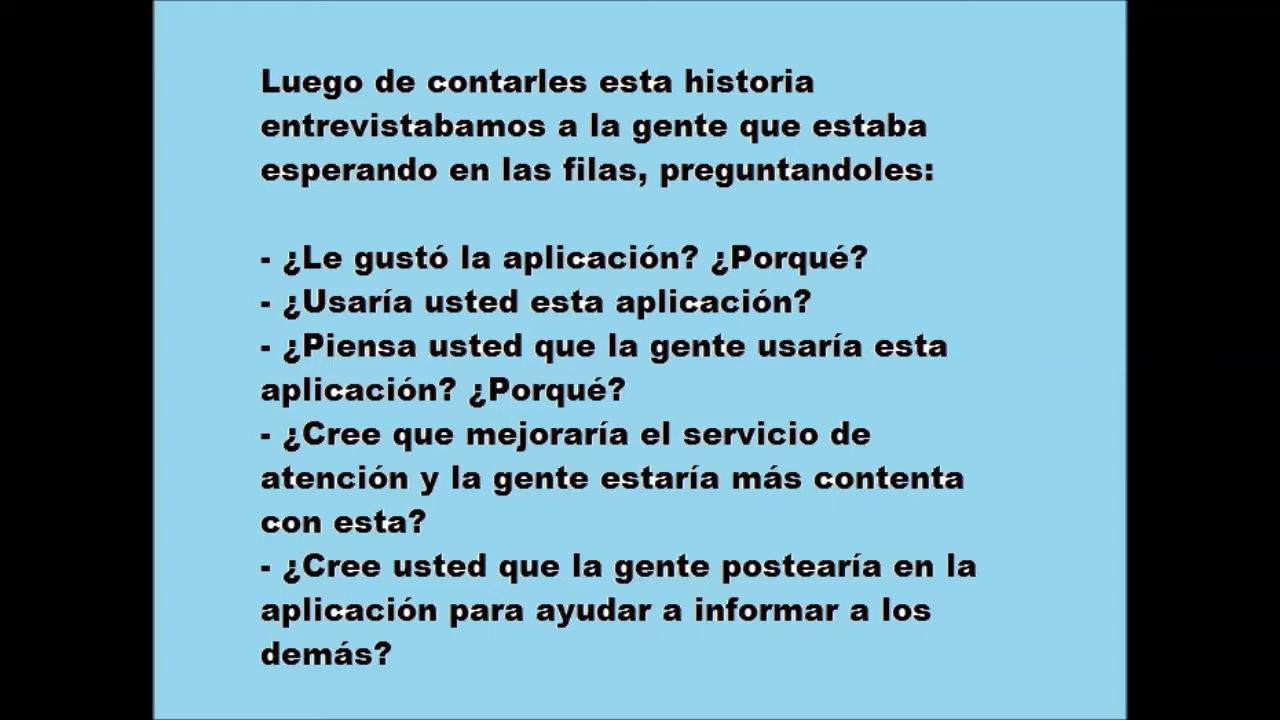 Luego de contarles esta historia
entrevistabamos a la gente que estaba
esperando en las filas, preguntandoles:
- ¿Le gustó la aplicación? ¿Porqué?
- ¿Usaría usted esta aplicación?
- ¿Piensa usted que la gente usaría esta
aplicación? ¿Porqué?
- ¿Cree que mejoraría el servicio de
atención y la gente estaría más contenta
con esta?
- ¿Cree usted que la gente postearía en la
aplicación para ayudar a informar a los
demás?